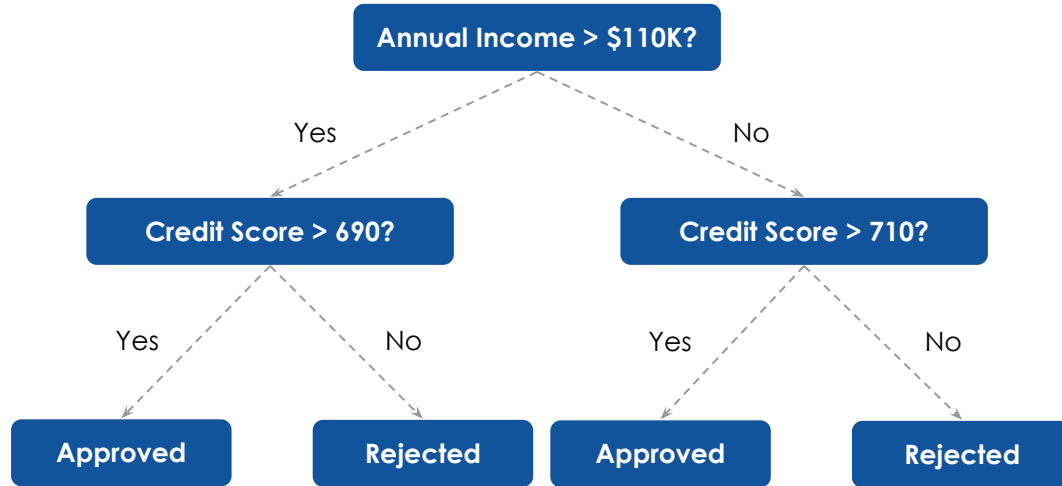 Annual Income > $110K?
Yes
No
Credit Score > 690?
Credit Score > 710?
Yes
No
Yes
No
Approved
Rejected
Approved
Rejected